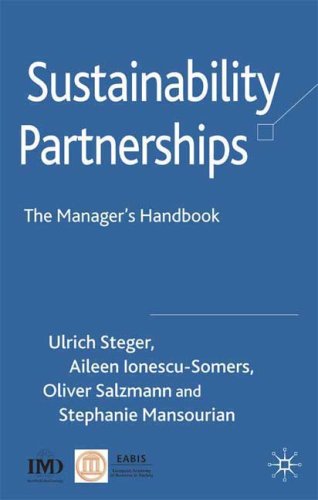 Sustainability
Partnerships
The Manager's Handbook
Ulrich Steger,
Aileen Ionescu-Somers,
Oliver Salzmann and
Stephanie Mansourian
IMD
EABIS